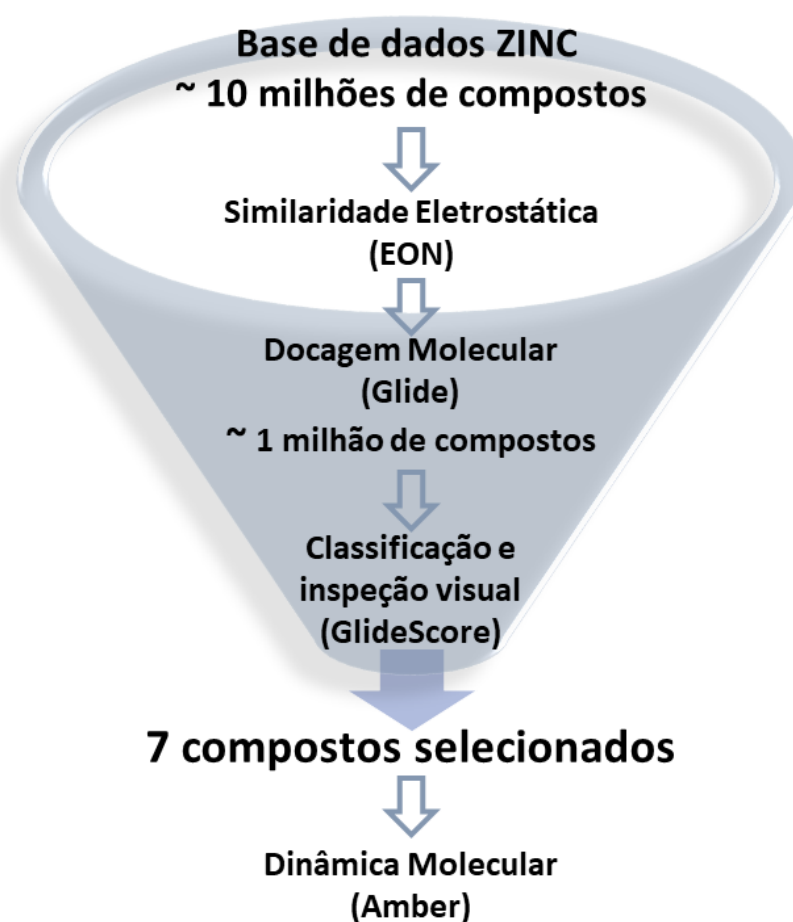 Base de dados ZINC
~ 10 milhões de compostos
Similaridade Eletrostática
(EON)
Docagem Molecular
(Glide)
~ 1 milhão de compostos
Classificação e
inspeção visual
(GlideScore)
7 compostos selecionados
Dinâmica Molecular
(Amber)